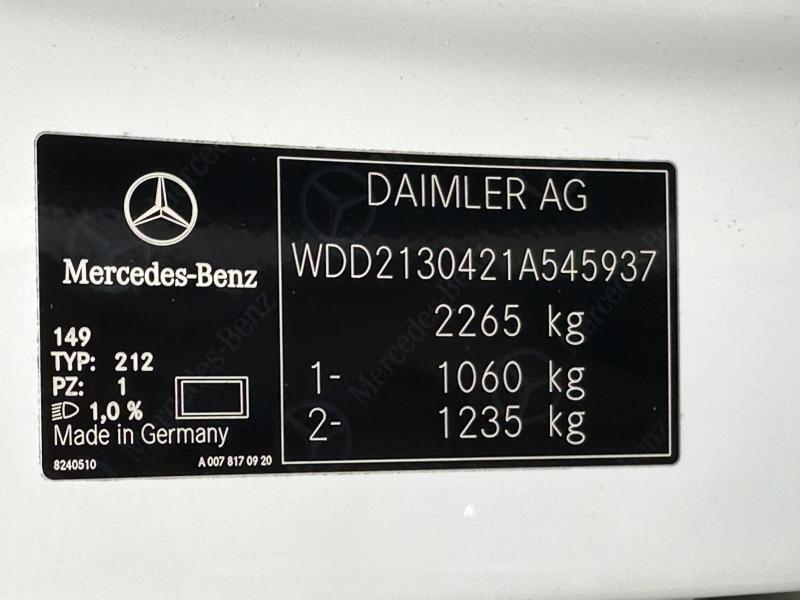 Mercedes-Benz
149
TYP: 212
PZ: 1
1,0 %
Made in Germany
8240510
A 007 817 09 20
DAIMLER AG
WDD2130421A545937
2265 kg
1- 1060 kg
2- 1235 kg